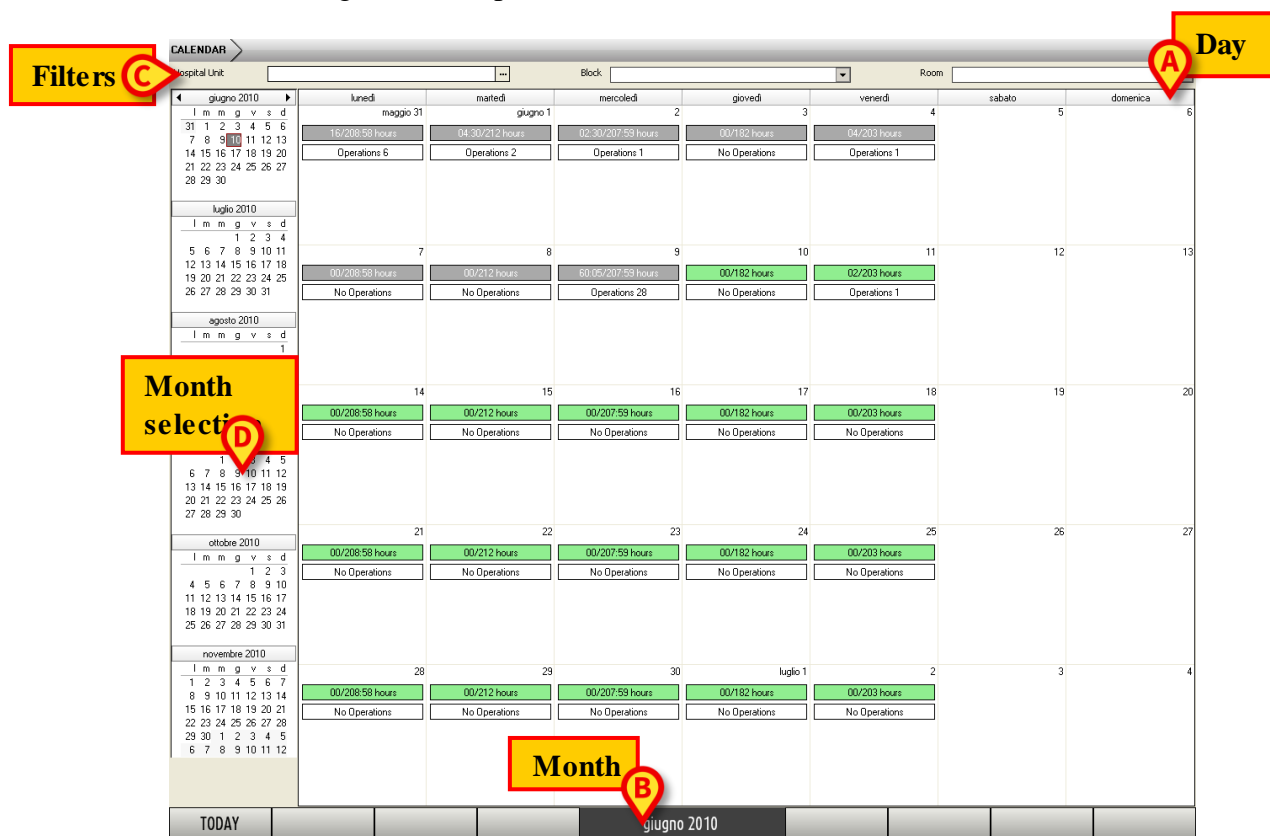 CALENDAR
Day
A
Filters
C
Hospital Unit
...
Block
Room
giugno 2010
lunedì martedì mercoledì giovedì venerdì sabato domenica
l m m g v s d
31 1 2 3 4 5 6
7 8 9 10 11 12 13
14 15 16 17 18 19 20
21 22 23 24 25 26 27
28 29 30
luglio 2010
l m m g v s d
1 2 3 4
5 6 7 8 9 10 11
12 13 14 15 16 17 18
19 20 21 22 23 24 25
26 27 28 29 30 31
agosto 2010
l m m g v s d
1
Month
selection
D
1 3 4 5
6 7 8 9 10 11 12
13 14 15 16 17 18 19
20 21 22 23 24 25 26
27 28 29 30
ottobre 2010
l m m g v s d
1 2 3
4 5 6 7 8 9 10
11 12 13 14 15 16 17
18 19 20 21 22 23 24
25 26 27 28 29 30 31
novembre 2010
l m m g v s d
1 2 3 4 5 6 7
8 9 10 11 12 13 14
15 16 17 18 19 20 21
22 23 24 25 26 27 28
29 30 1 2 3 4 5
6 7 8 9 10 11 12
maggio 31 giugno 1 2 3 4 5 6
16/208:58 hours 04:30/212 hours 02:30/207:59 hours 00/182 hours 04/203 hours
Operations 6 Operations 2 Operations 1 No Operations Operations 1
7 8 9 10 11 12 13
00/208:58 hours 00/212 hours 60:05/207:59 hours 00/182 hours 02/203 hours
No Operations No Operations Operations 28 No Operations Operations 1
14 15 16 17 18 19 20
00/208:58 hours 00/212 hours 00/207:59 hours 00/182 hours 00/203 hours
No Operations No Operations No Operations No Operations No Operations
21 22 23 24 25 26 27
00/208:58 hours 00/212 hours 00/207:59 hours 00/182 hours 00/203 hours
No Operations No Operations No Operations No Operations No Operations
28 29 30 luglio 1 2 3 4
00/208:58 hours 00/212 hours 00/207:59 hours 00/182 hours 00/203 hours
No Operations No Operations No Operations No Operations No Operations
Month
B
TODAY
giugno 2010